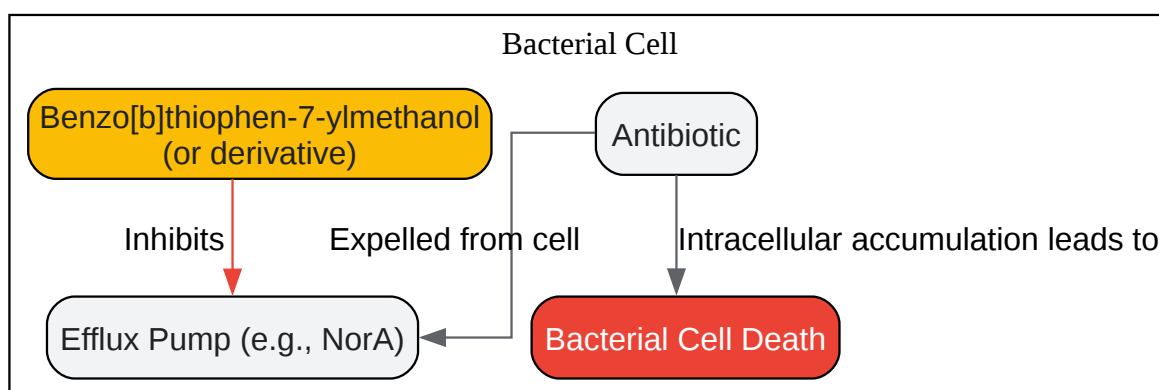 Bacterial Cell
Benzo[b]thiophen-7-ylmethanol
(or derivative)
Antibiotic
Inhibits
Expelled from cell
Intracellular accumulation leads to
Efflux Pump (e.g., NorA)
Bacterial Cell Death